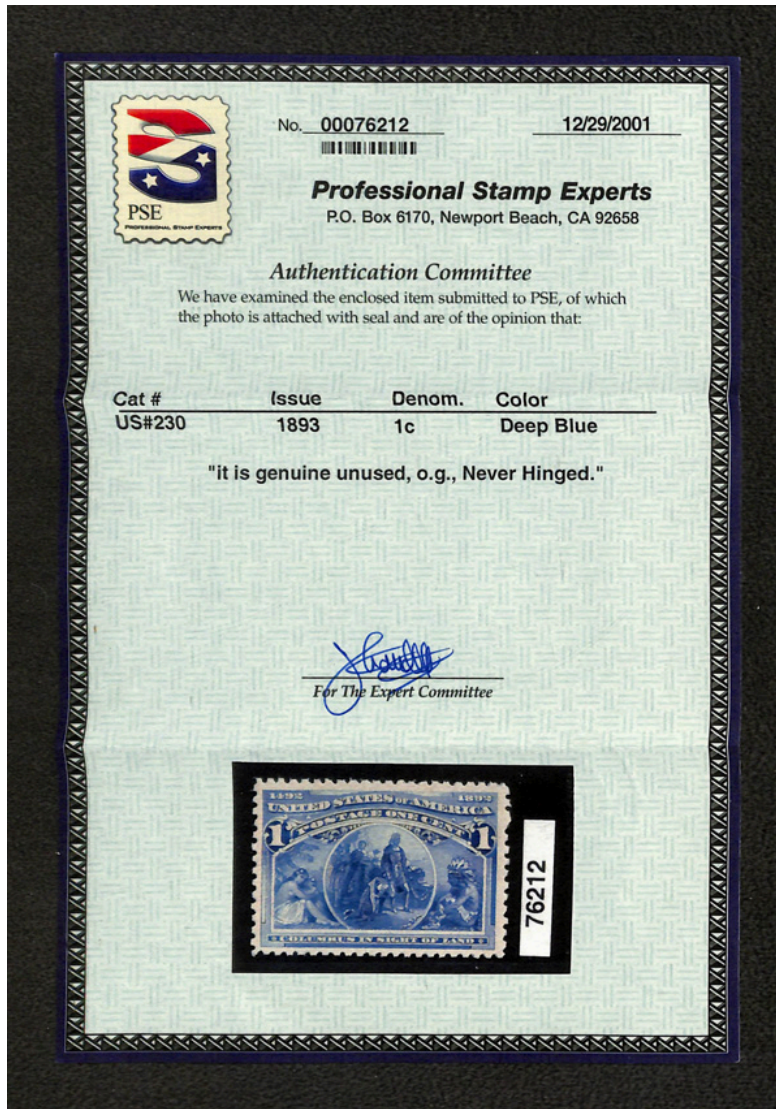 PSE
PROFESSIONAL STAMP EXPERTS
No. 00076212 12/29/2001
Professional Stamp Experts
P.O. Box 6170, Newport Beach, CA 92658
Authentication Committee
We have examined the enclosed item submitted to PSE, of which
the photo is attached with seal and are of the opinion that:
Cat # Issue Denom. Color
US#230 1893 1c Deep Blue
"it is genuine unused, o.g., Never Hinged."
For The Expert Committee
1492 1892
UNITED STATES OF AMERICA
POSTAGE ONE CENT
1 1
COLUMBUS IN SIGHT OF LAND
76212